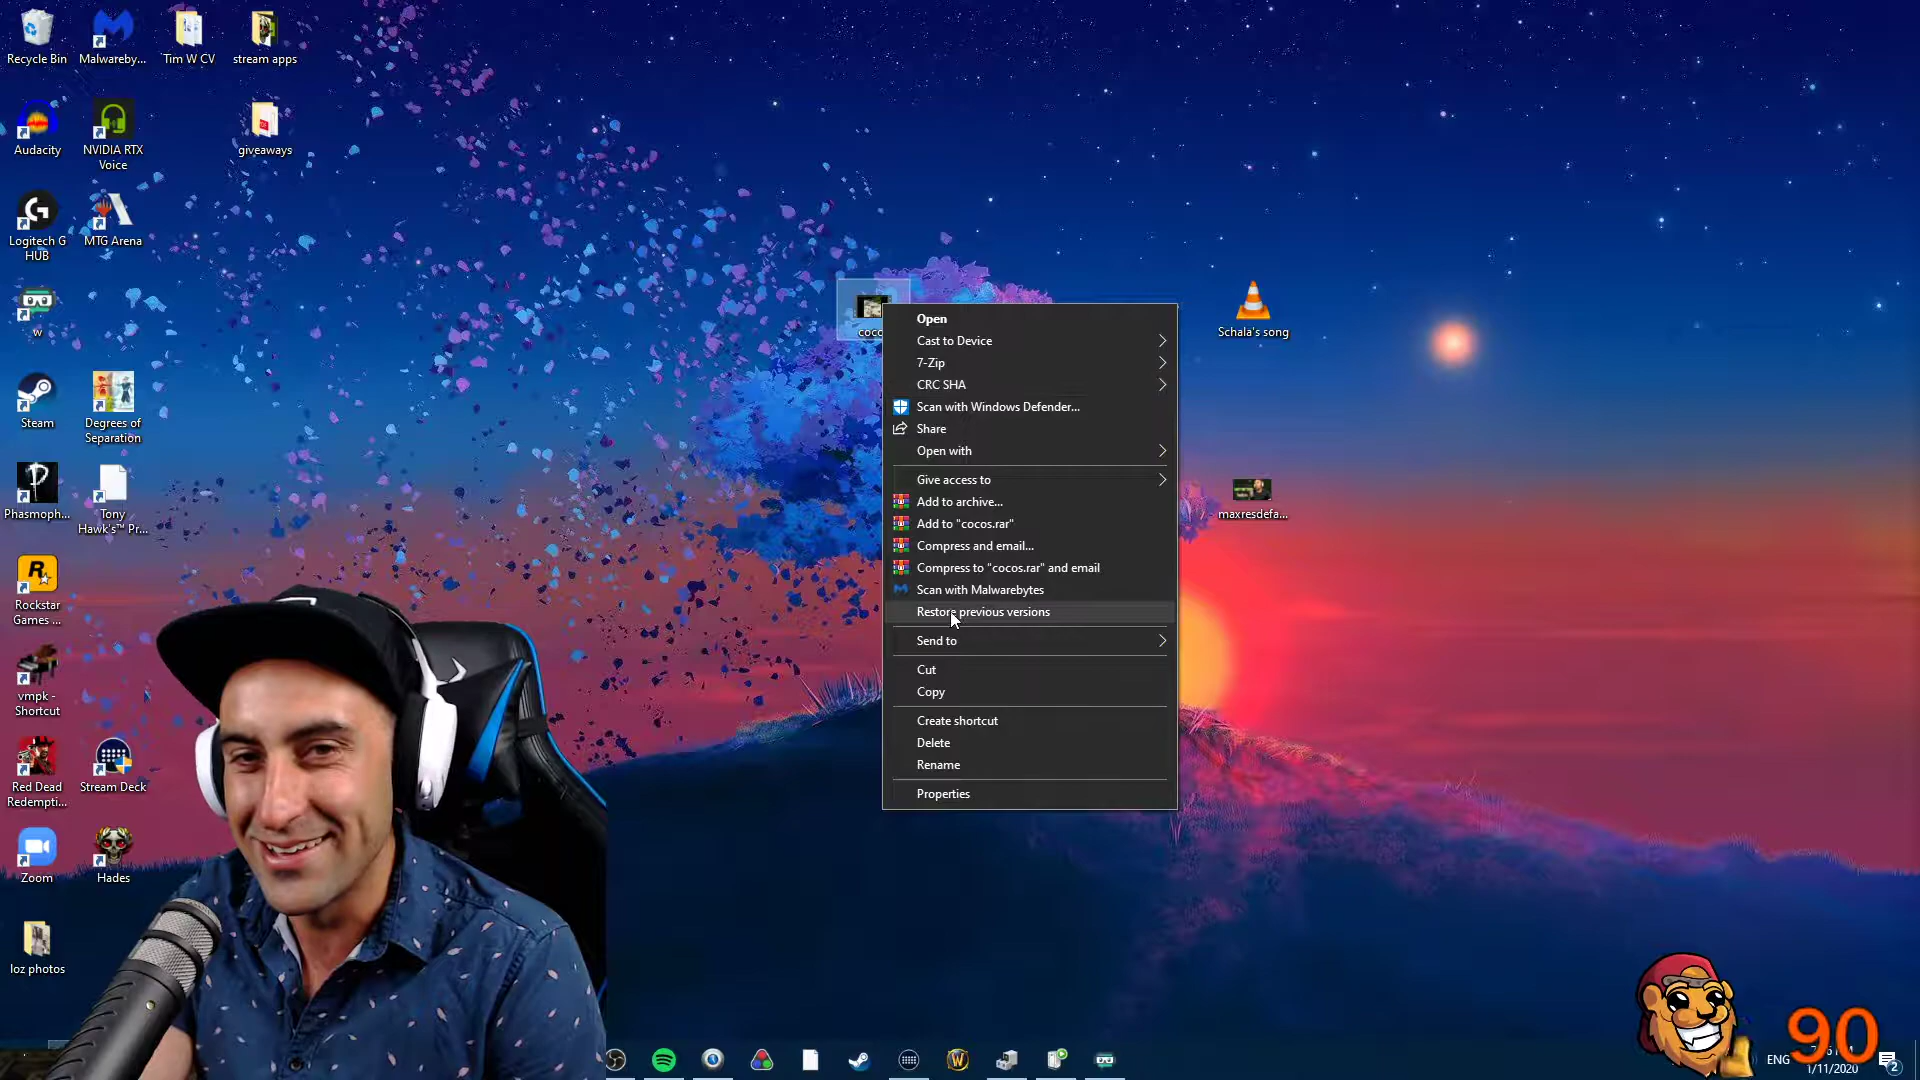 Recycle Bin
Malwareby...
Tim W CV
stream apps
Audacity
NVIDIA RTX
Voice
giveaways
Logitech G
HUB
MTG Arena
w
Steam
Degrees of
Separation
Phasmoph...
Tony
Hawk's™ Pr...
Rockstar
Games ...
vmpk -
Shortcut
Red Dead
Redempti...
Stream Deck
Zoom
Hades
loz photos
Schala's song
maxresdefa...
Open
Cast to Device
7-Zip
CRC SHA
Scan with Windows Defender...
Share
Open with
Give access to
Add to archive...
Add to "cocos.rar"
Compress and email...
Compress to "cocos.rar" and email
Scan with Malwarebytes
Restore previous versions
Send to
Cut
Copy
Create shortcut
Delete
Rename
Properties
90
ENG
1/11/2020
2